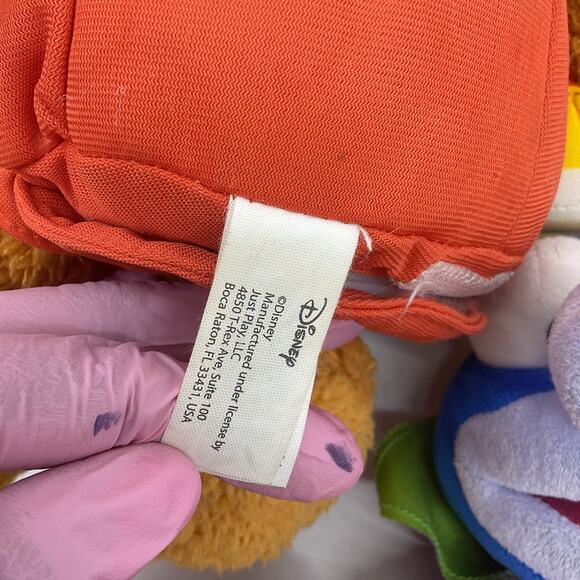 Disney
©Disney
Manufactured under license by
Just Play, LLC
4850 T-Rex Ave, Suite 100
Boca Raton, FL 33431, USA